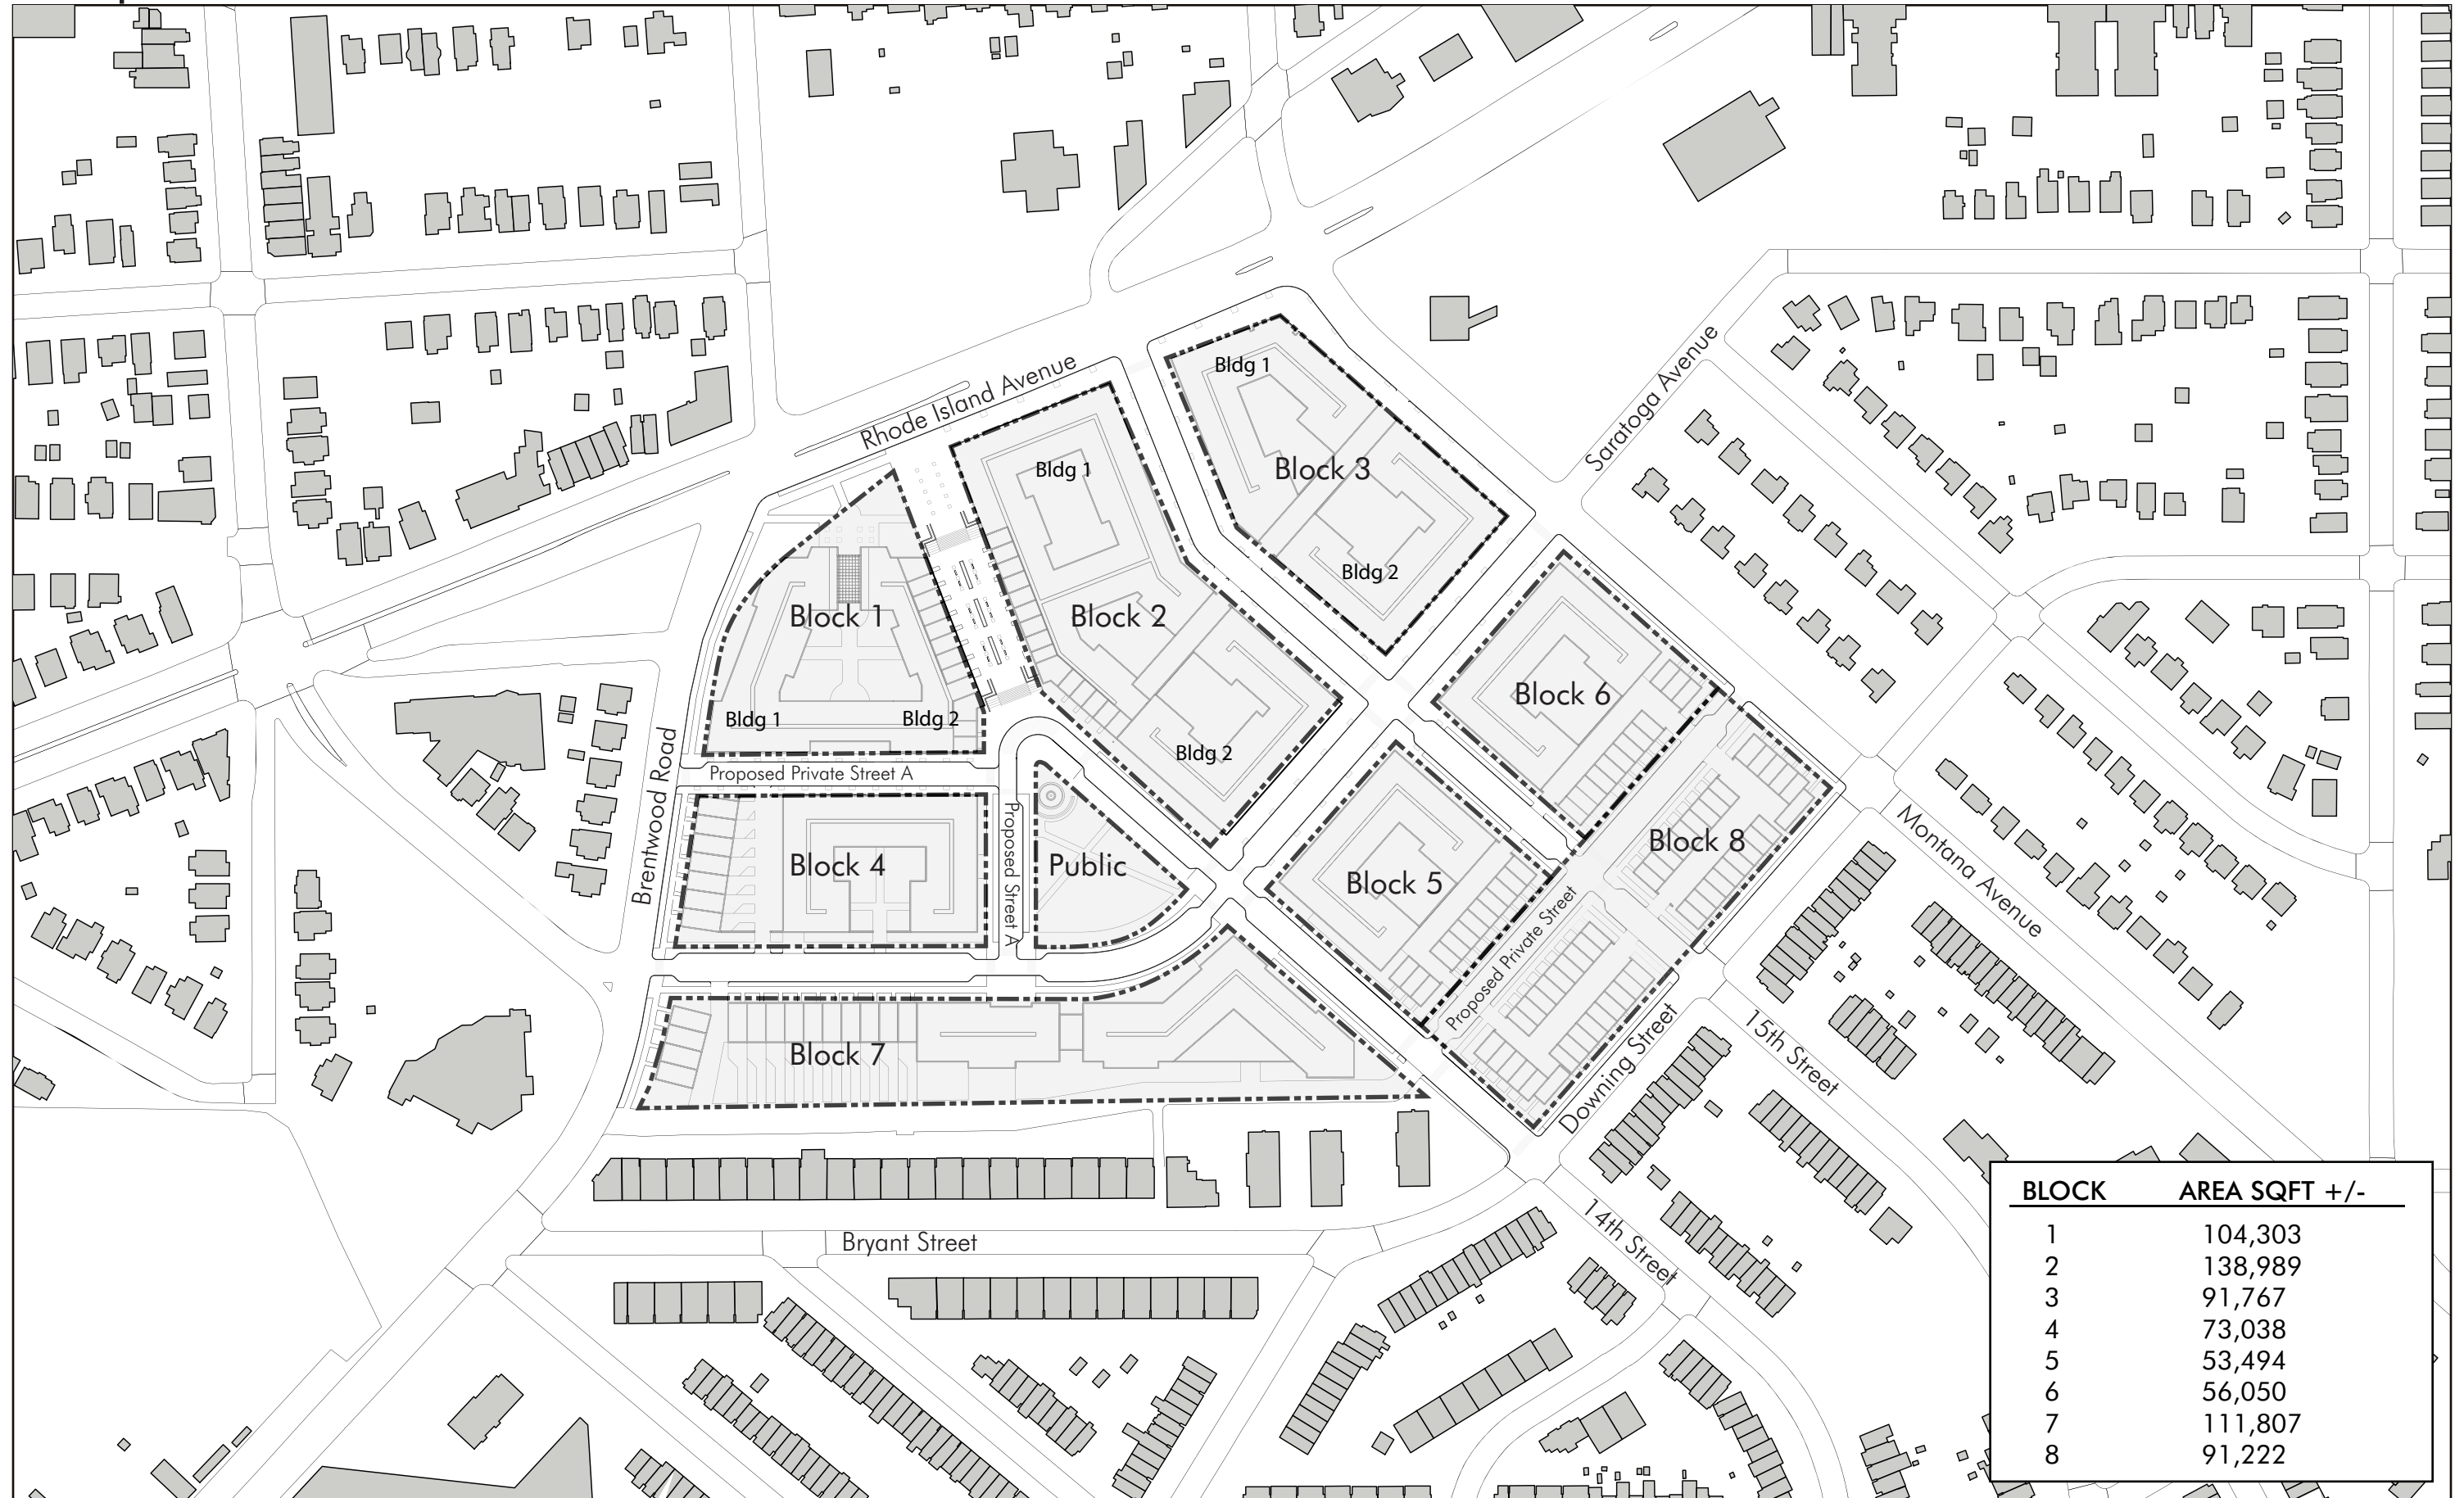 Rhode Island Avenue
Saratoga Avenue
Bldg 1
Block 3
Bldg 2
Bldg 1
Block 2
Bldg 2
Block 1
Bldg 1
Bldg 2
Block 6
Proposed Private Street A
Brentwood Road
Block 4
Proposed Street A
Public
Block 5
Block 8
Proposed Private Street
Montana Avenue
Block 7
Downing Street
15th Street
14th Street
Bryant Street
BLOCK AREA SQFT +/-
1 104,303
2 138,989
3 91,767
4 73,038
5 53,494
6 56,050
7 111,807
8 91,222